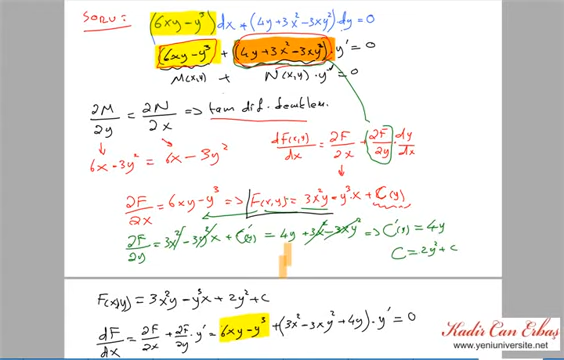 SORU: (6xy-y³)dx + (4y+3x²-3xy²).dy=0
(6xy-y³) + (4y+3x²-3xy²).y'=0
M(x,y) + N(x,y).y'=0
∂M/∂y = ∂N/∂x => tam dif. denklem.
6x-3y² = 6x-3y²
dF(x,y)/dx = ∂F/∂x + ∂F/∂y . dy/dx
∂F/∂x = 6xy-y³ => F(x,y) = 3x²y-y³.x + C(y)
∂F/∂y = 3x²-3y²x + C'(y) = 4y+3x²-3xy² => C'(y) = 4y
C = 2y²+c
F(x,y) = 3x²y-y³x+2y²+c
dF/dx = ∂F/∂x + ∂F/∂y . y' = 6xy-y³ + (3x²-3xy²+4y).y' = 0
Kadir Can Erbaş
www.yeniuniversite.net